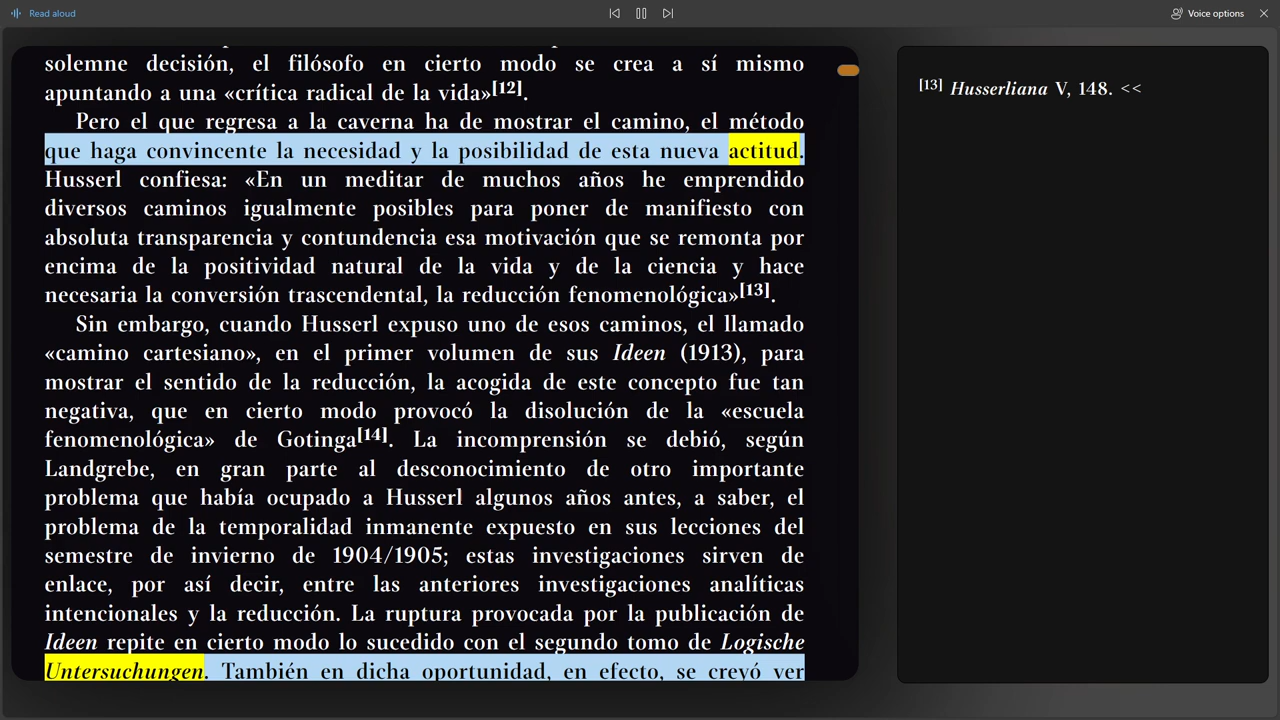 Read aloud
Voice options
solemne decisión, el filósofo en cierto modo se crea a sí mismo
apuntando a una «crítica radical de la vida»[12].
Pero el que regresa a la caverna ha de mostrar el camino, el método
que haga convincente la necesidad y la posibilidad de esta nueva actitud.
Husserl confiesa: «En un meditar de muchos años he emprendido
diversos caminos igualmente posibles para poner de manifiesto con
absoluta transparencia y contundencia esa motivación que se remonta por
encima de la positividad natural de la vida y de la ciencia y hace
necesaria la conversión trascendental, la reducción fenomenológica»[13].
Sin embargo, cuando Husserl expuso uno de esos caminos, el llamado
«camino cartesiano», en el primer volumen de sus Ideen (1913), para
mostrar el sentido de la reducción, la acogida de este concepto fue tan
negativa, que en cierto modo provocó la disolución de la «escuela
fenomenológica» de Gotinga[14]. La incomprensión se debió, según
Landgrebe, en gran parte al desconocimiento de otro importante
problema que había ocupado a Husserl algunos años antes, a saber, el
problema de la temporalidad inmanente expuesto en sus lecciones del
semestre de invierno de 1904/1905; estas investigaciones sirven de
enlace, por así decir, entre las anteriores investigaciones analíticas
intencionales y la reducción. La ruptura provocada por la publicación de
Ideen repite en cierto modo lo sucedido con el segundo tomo de Logische
Untersuchungen. También en dicha oportunidad, en efecto, se creyó ver
[13] Husserliana V, 148. <<